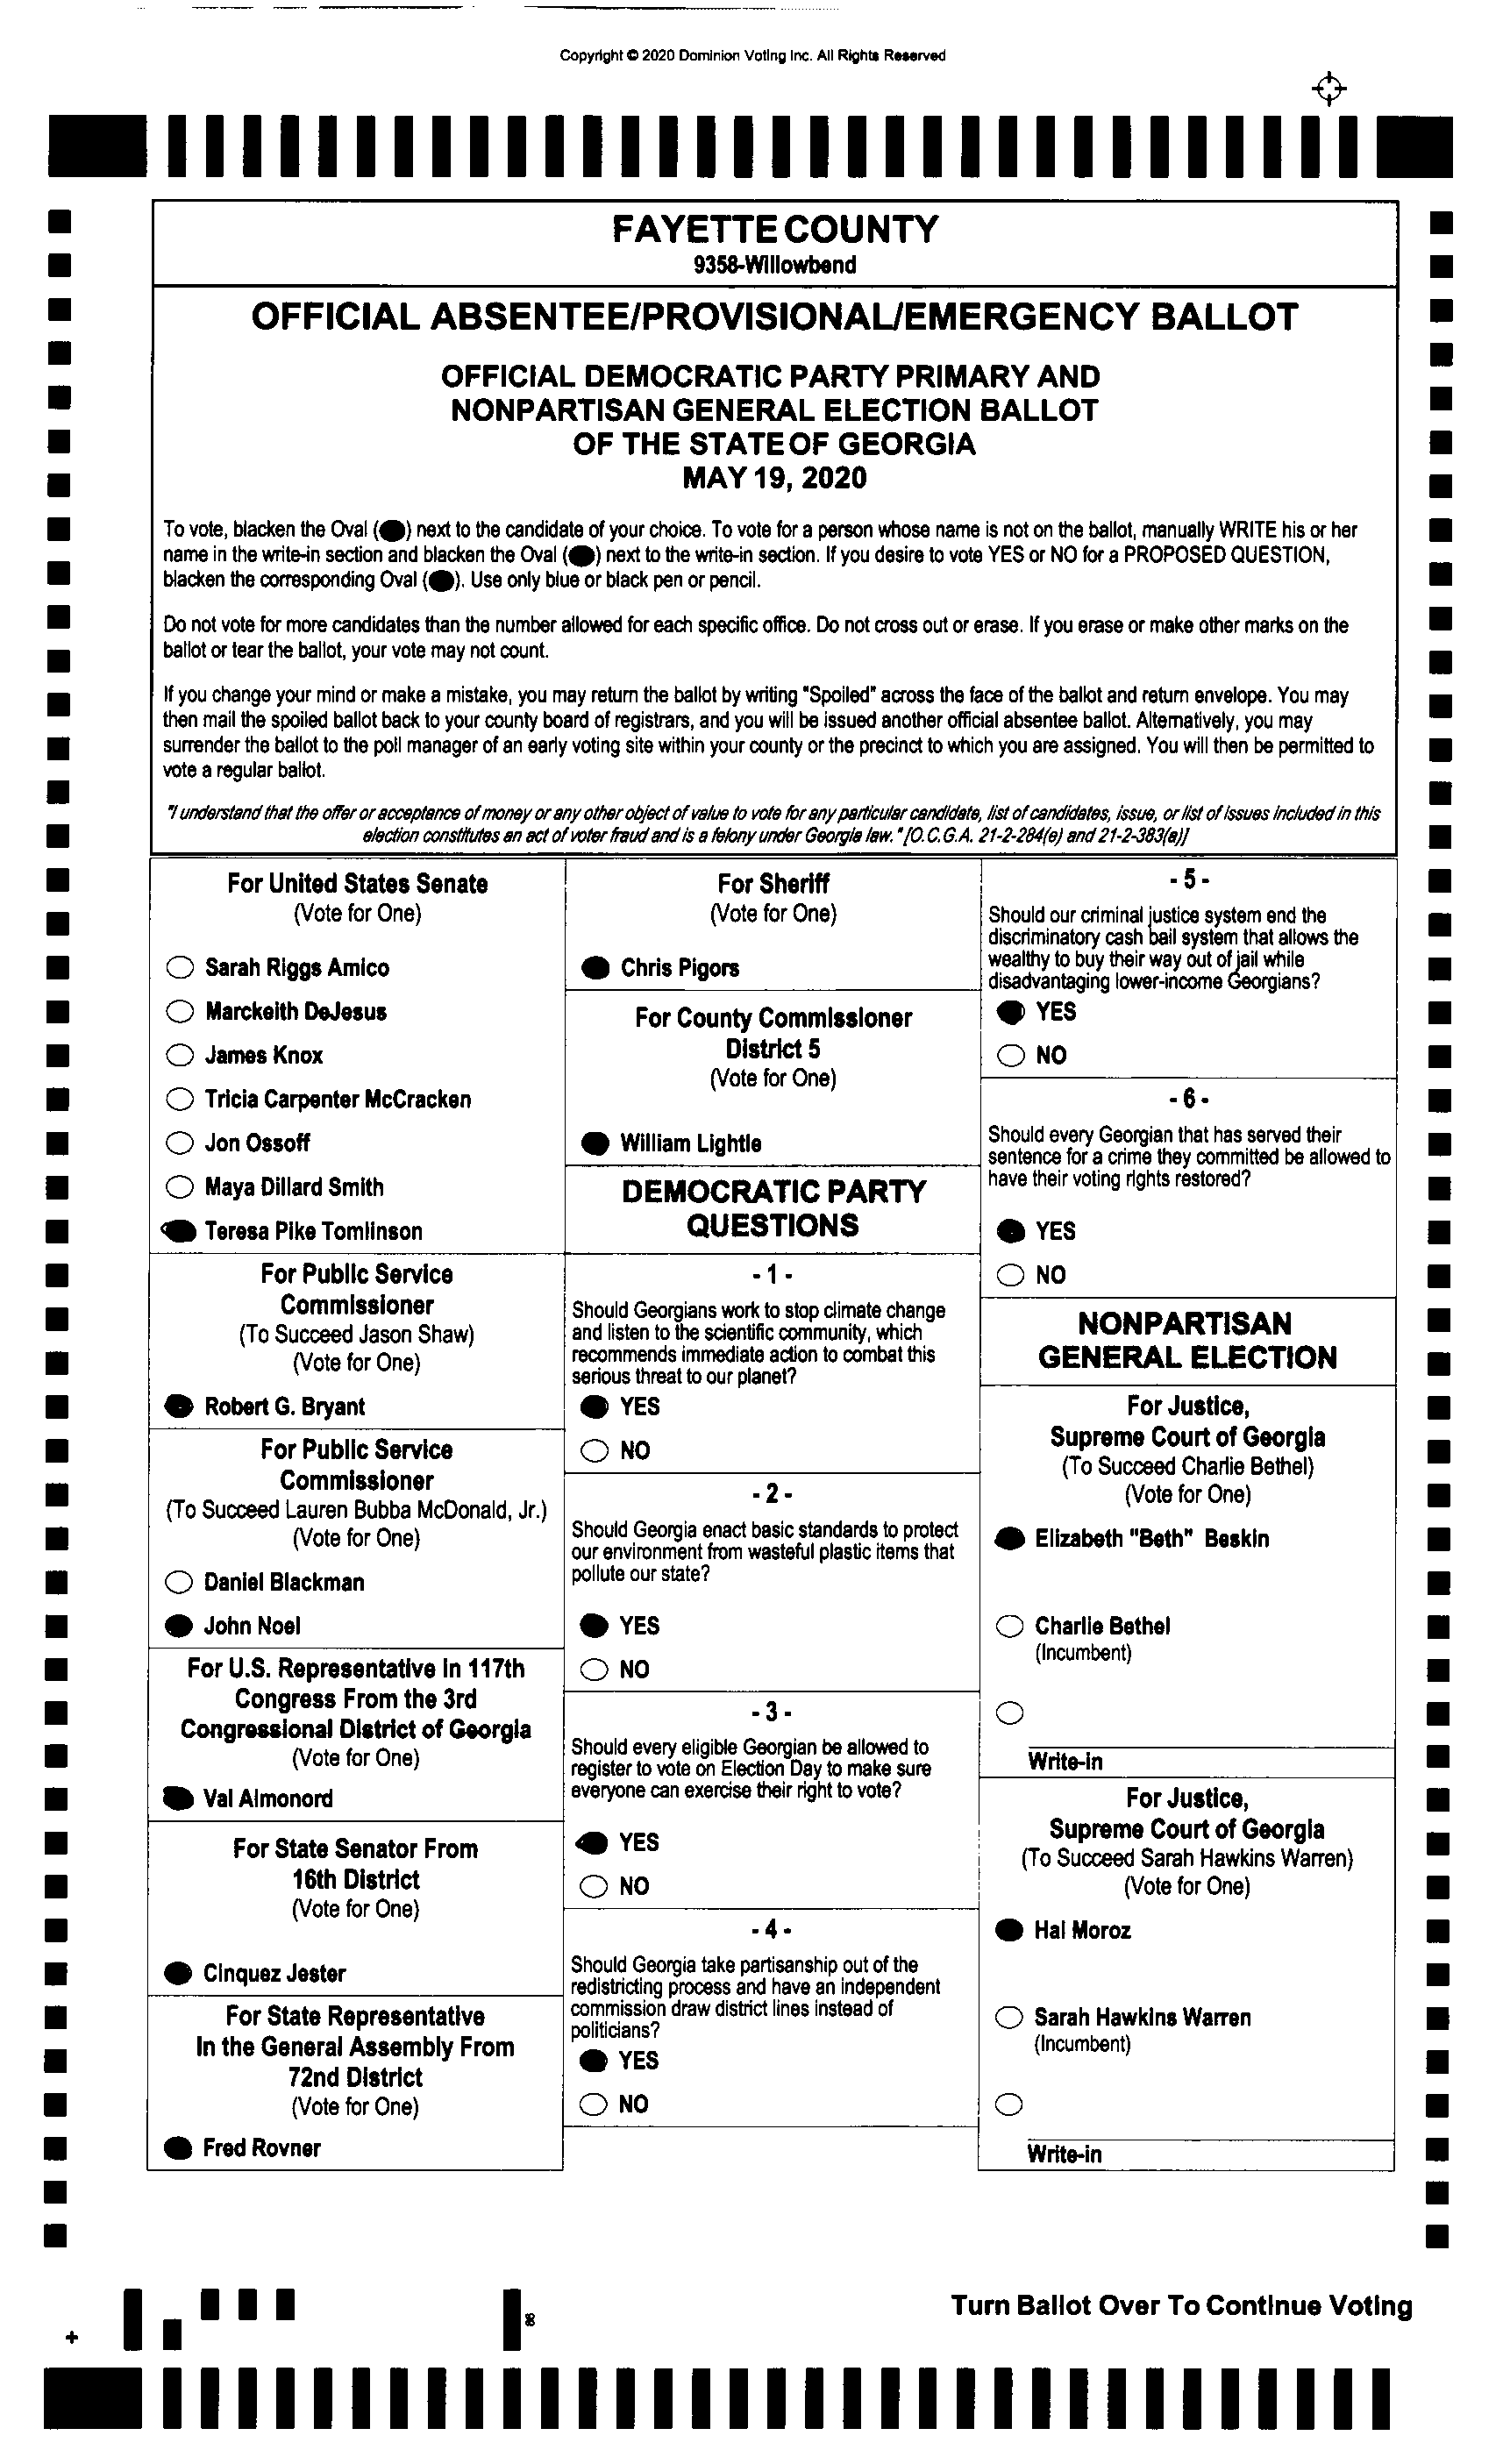 Copyright © 2020 Dominion Voting Inc. All Rights Reserved
FAYETTE COUNTY
9358-Willowbend
OFFICIAL ABSENTEE/PROVISIONAL/EMERGENCY BALLOT
OFFICIAL DEMOCRATIC PARTY PRIMARY AND
NONPARTISAN GENERAL ELECTION BALLOT
OF THE STATE OF GEORGIA
MAY 19, 2020
To vote, blacken the Oval ( ) next to the candidate of your choice. To vote for a person whose name is not on the ballot, manually WRITE his or her
name in the write-in section and blacken the Oval ( ) next to the write-in section. If you desire to vote YES or NO for a PROPOSED QUESTION,
blacken the corresponding Oval ( ). Use only blue or black pen or pencil.
Do not vote for more candidates than the number allowed for each specific office. Do not cross out or erase. If you erase or make other marks on the
ballot or tear the ballot, your vote may not count.
If you change your mind or make a mistake, you may return the ballot by writing "Spoiled" across the face of the ballot and return envelope. You may
then mail the spoiled ballot back to your county board of registrars, and you will be issued another official absentee ballot. Alternatively, you may
surrender the ballot to the poll manager of an early voting site within your county or the precinct to which you are assigned. You will then be permitted to
vote a regular ballot.
"I understand that the offer or acceptance of money or any other object of value to vote for any particular candidate, list of candidates, issue, or list of issues included in this
election constitutes an act of voter fraud and is a felony under Georgia law." [O.C.G.A. 21-2-284(e) and 21-2-383(a)]
For United States Senate
(Vote for One)
Sarah Riggs Amico
Marckeith DeJesus
James Knox
Tricia Carpenter McCracken
Jon Ossoff
Maya Dillard Smith
Teresa Pike Tomlinson
For Public Service
Commissioner
(To Succeed Jason Shaw)
(Vote for One)
Robert G. Bryant
For Public Service
Commissioner
(To Succeed Lauren Bubba McDonald, Jr.)
(Vote for One)
Daniel Blackman
John Noel
For U.S. Representative in 117th
Congress From the 3rd
Congressional District of Georgia
(Vote for One)
Val Almonord
For State Senator From
16th District
(Vote for One)
Cinquez Jester
For State Representative
In the General Assembly From
72nd District
(Vote for One)
Fred Rovner
For Sheriff
(Vote for One)
Chris Pigors
For County Commissioner
District 5
(Vote for One)
William Lightle
DEMOCRATIC PARTY
QUESTIONS
- 1 -
Should Georgians work to stop climate change
and listen to the scientific community, which
recommends immediate action to combat this
serious threat to our planet?
YES
NO
- 2 -
Should Georgia enact basic standards to protect
our environment from wasteful plastic items that
pollute our state?
YES
NO
- 3 -
Should every eligible Georgian be allowed to
register to vote on Election Day to make sure
everyone can exercise their right to vote?
YES
NO
- 4 -
Should Georgia take partisanship out of the
redistricting process and have an independent
commission draw district lines instead of
politicians?
YES
NO
- 5 -
Should our criminal justice system end the
discriminatory cash bail system that allows the
wealthy to buy their way out of jail while
disadvantaging lower-income Georgians?
YES
NO
- 6 -
Should every Georgian that has served their
sentence for a crime they committed be allowed to
have their voting rights restored?
YES
NO
NONPARTISAN
GENERAL ELECTION
For Justice,
Supreme Court of Georgia
(To Succeed Charlie Bethel)
(Vote for One)
Elizabeth "Beth" Beskin
Charlie Bethel
(Incumbent)
Write-in
For Justice,
Supreme Court of Georgia
(To Succeed Sarah Hawkins Warren)
(Vote for One)
Hal Moroz
Sarah Hawkins Warren
(Incumbent)
Write-in
Turn Ballot Over To Continue Voting